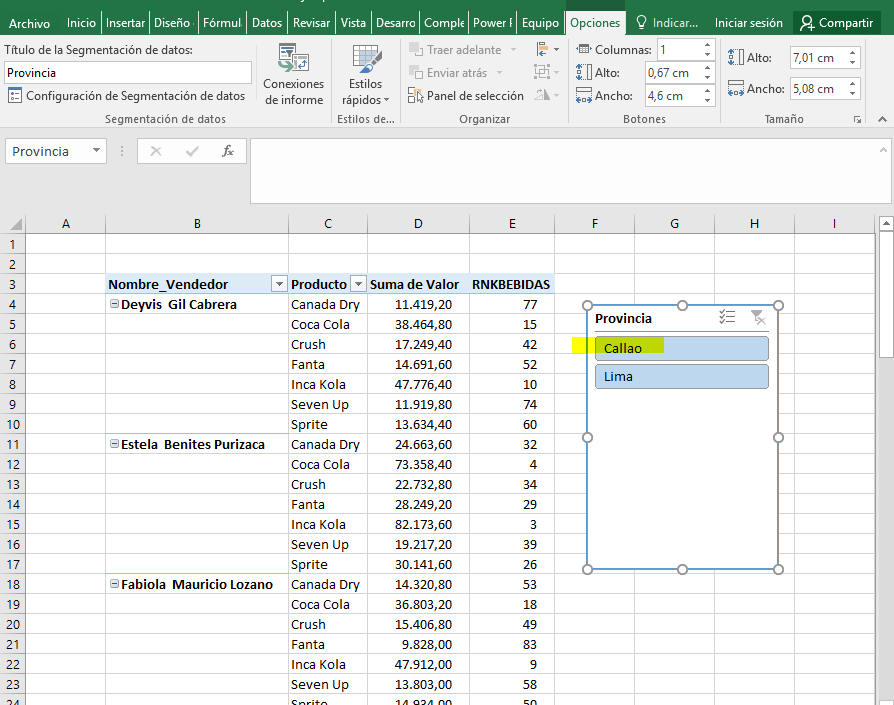 Archivo Inicio Insertar Diseño Fórmul Datos Revisar Vista Desarro Comple Power F Equipo Opciones Indicar... Iniciar sesión Compartir
Título de la Segmentación de datos:
Provincia
Configuración de Segmentación de datos
Segmentación de datos
Conexiones
de informe
Estilos
rápidos
Estilos de...
Traer adelante
Enviar atrás
Panel de selección
Organizar
Columnas: 1
Alto: 0,67 cm
Ancho: 4,6 cm
Botones
Alto: 7,01 cm
Ancho: 5,08 cm
Tamaño
Provincia fx
A B C D E F G H I
1
2
3 Nombre_Vendedor Producto Suma de Valor RNKBEBIDAS
4 Deyvis Gil Cabrera Canada Dry 11.419,20 77
5 Coca Cola 38.464,80 15
6 Crush 17.249,40 42
7 Fanta 14.691,60 52
8 Inca Kola 47.776,40 10
9 Seven Up 11.919,80 74
10 Sprite 13.634,40 60
11 Estela Benites Purizaca Canada Dry 24.663,60 32
12 Coca Cola 73.358,40 4
13 Crush 22.732,80 34
14 Fanta 28.249,20 29
15 Inca Kola 82.173,60 3
16 Seven Up 19.217,20 39
17 Sprite 30.141,60 26
18 Fabiola Mauricio Lozano Canada Dry 14.320,80 53
19 Coca Cola 36.803,20 18
20 Crush 15.406,80 49
21 Fanta 9.828,00 83
22 Inca Kola 47.912,00 9
23 Seven Up 13.803,00 58
24 Sprite 14.934,00 50
Provincia
Callao
Lima